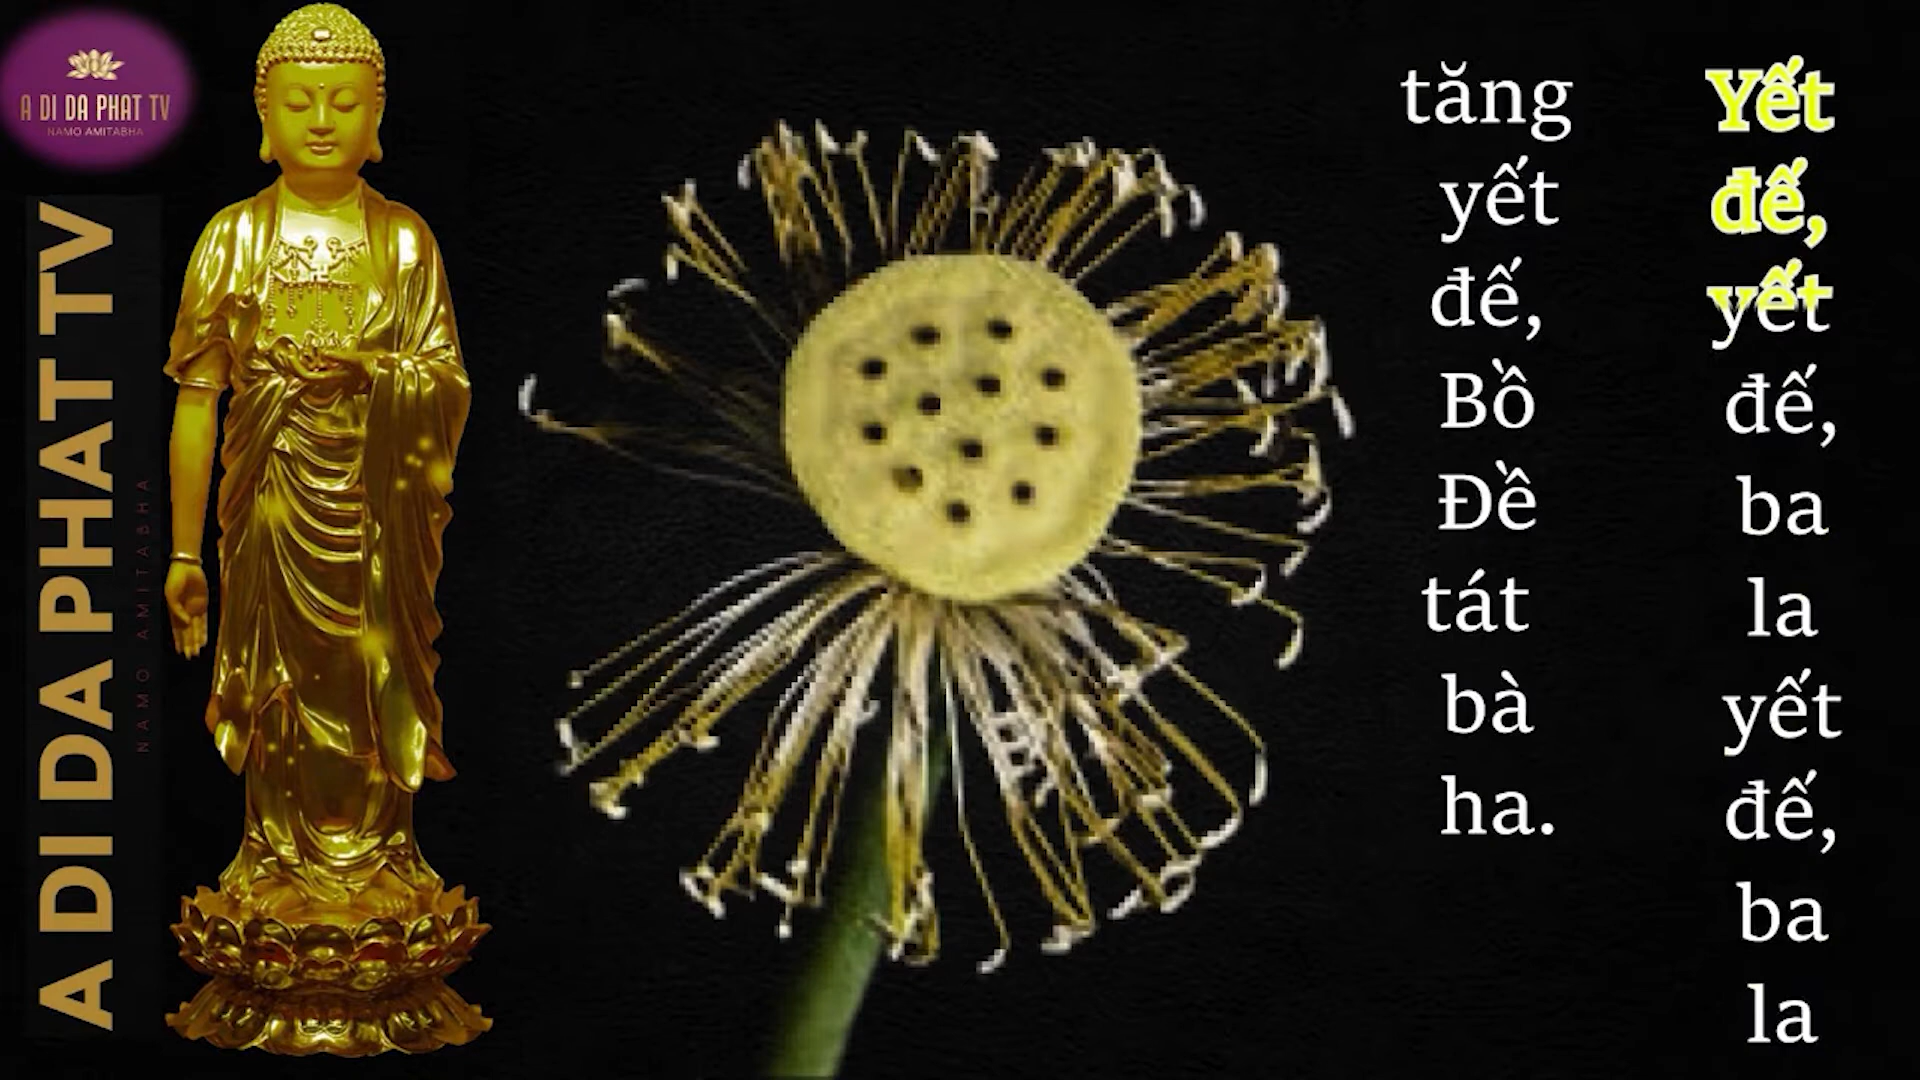 A DI DA PHAT TV
NAMO AMITABHA
A DI DA PHAT TV
NAMO AMITABHA
Yết
đế,
yết
đế,
ba
la
yết
đế,
ba
la
tăng
yết
đế,
Bồ
Đề
tát
bà
ha.